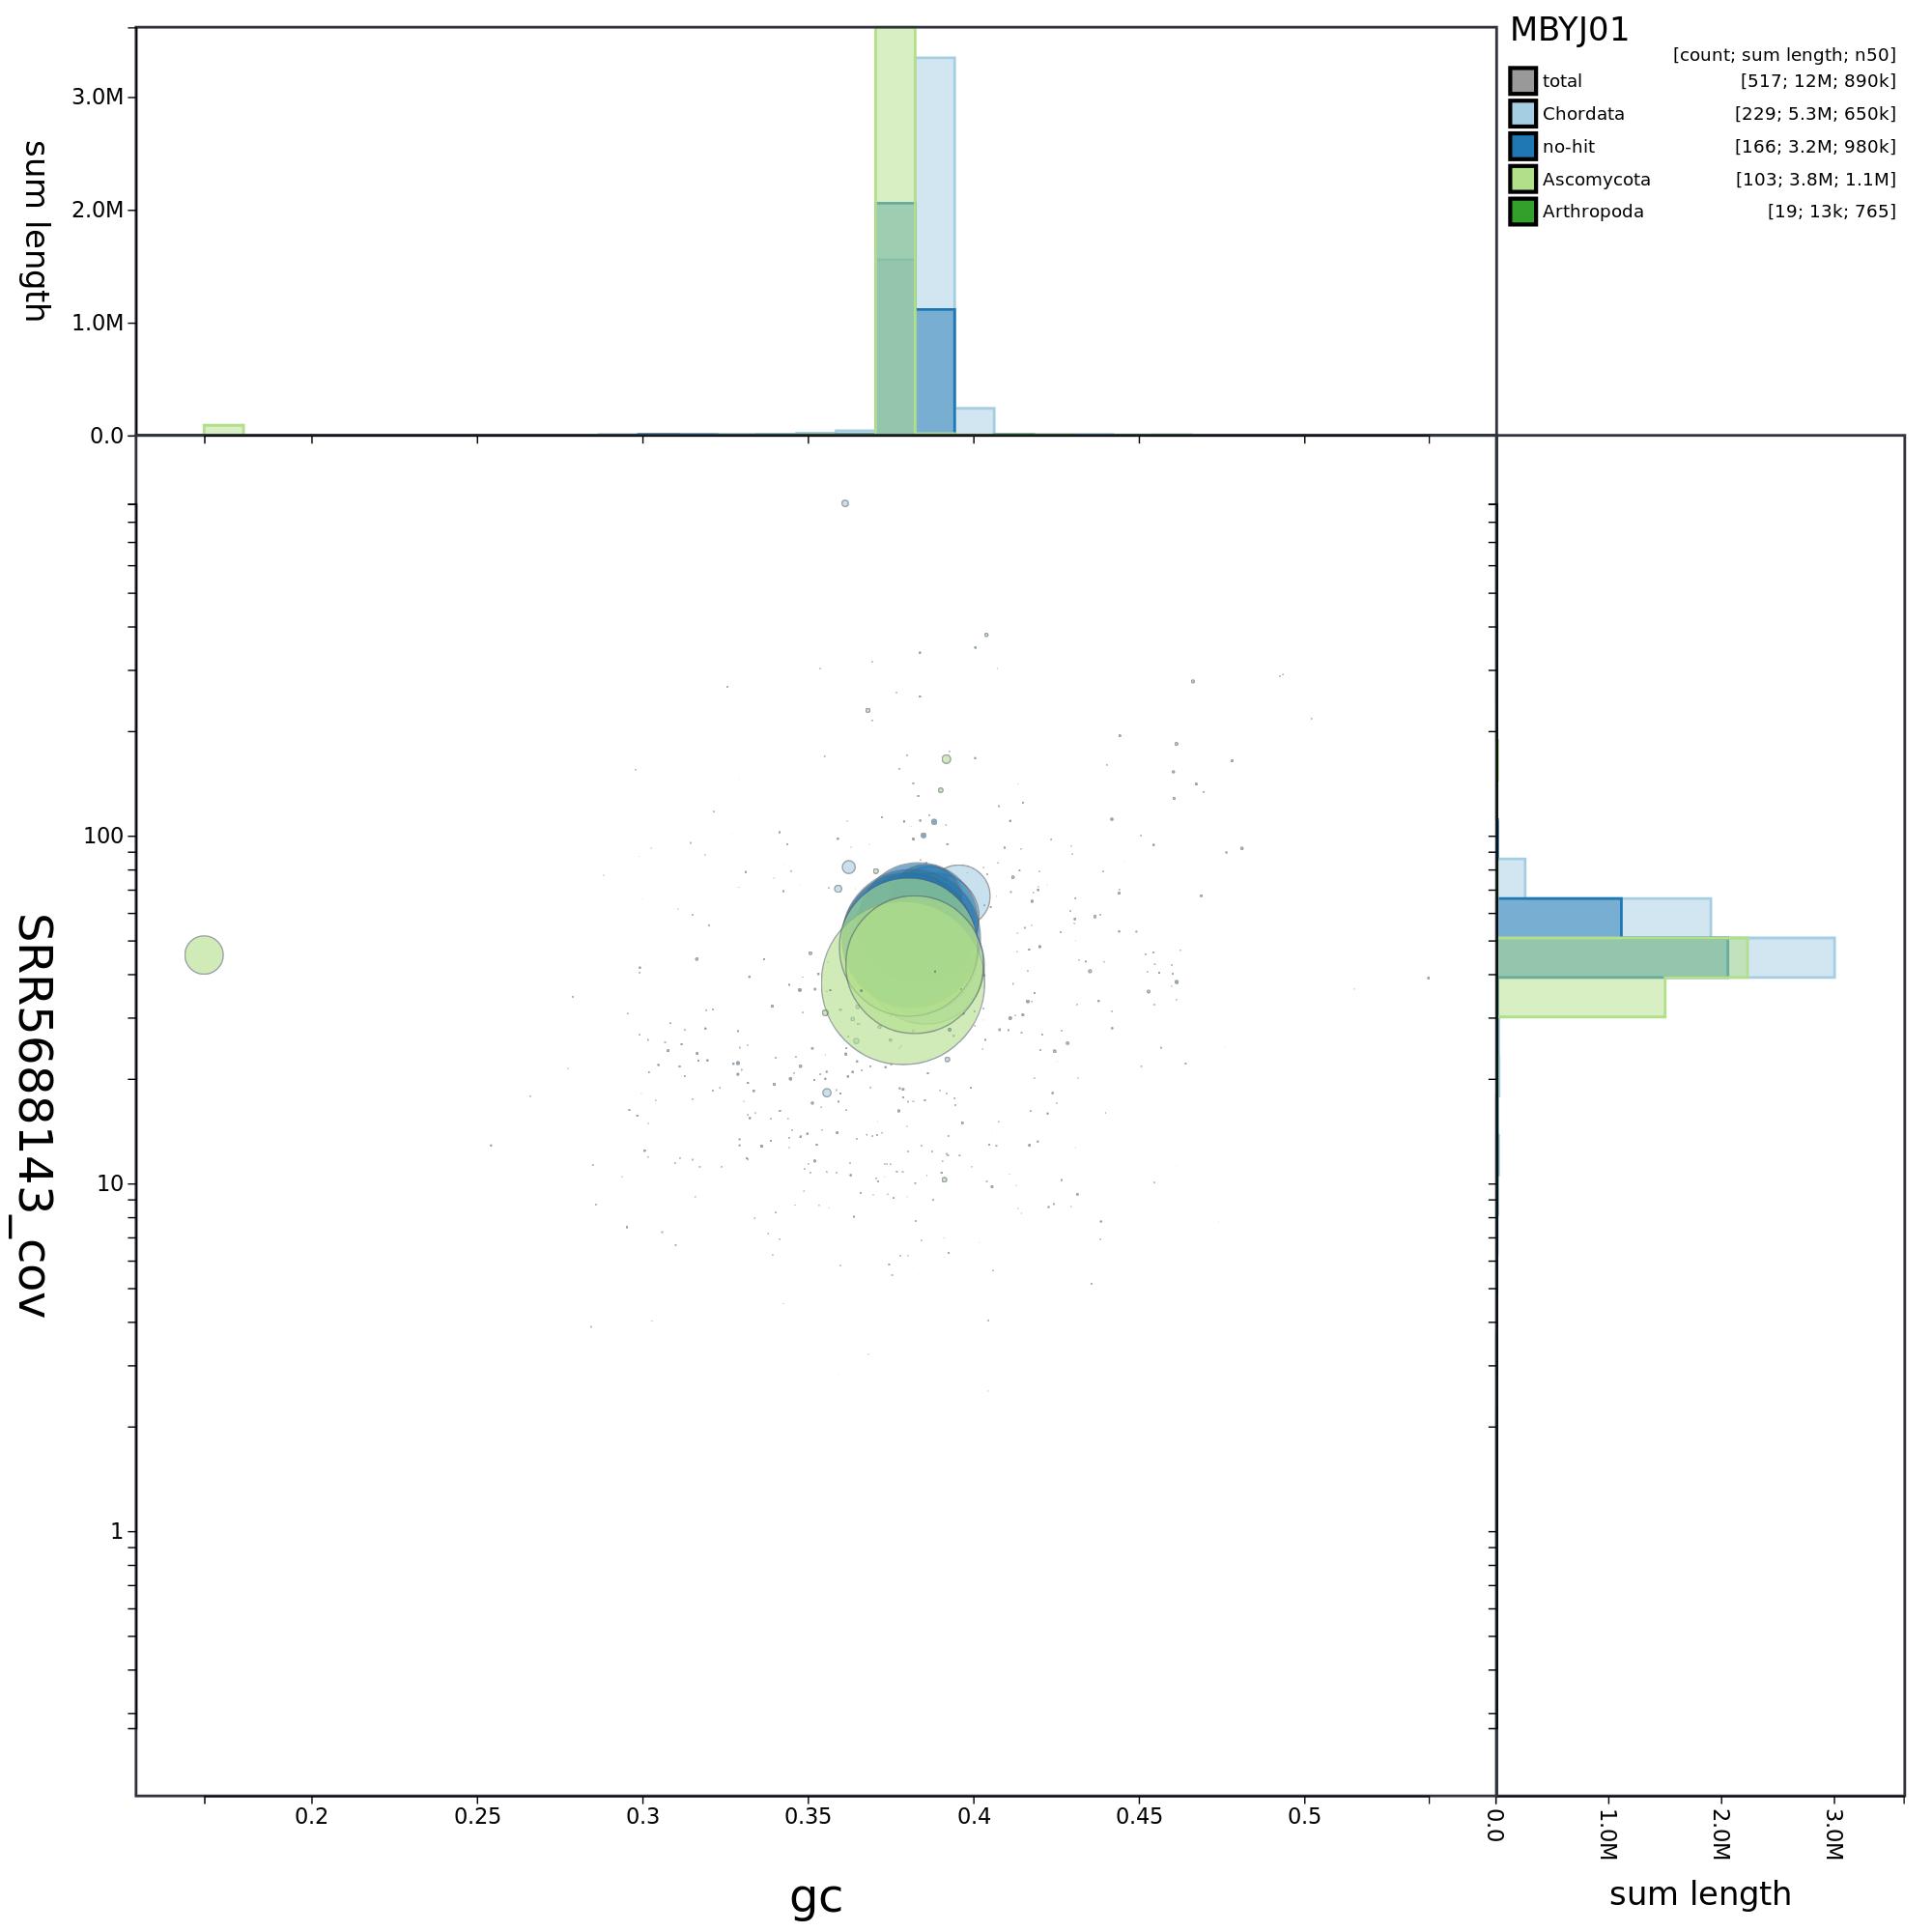 MBYJ01
[count; sum length; n50]
total [517; 12M; 890k]
Chordata [229; 5.3M; 650k]
no-hit [166; 3.2M; 980k]
Ascomycota [103; 3.8M; 1.1M]
Arthropoda [19; 13k; 765]
sum length
3.0M
2.0M
1.0M
0.0
SRR5688143_cov
100
10
1
0.2 0.25 0.3 0.35 0.4 0.45 0.5
gc
0.0 1.0M 2.0M 3.0M
sum length